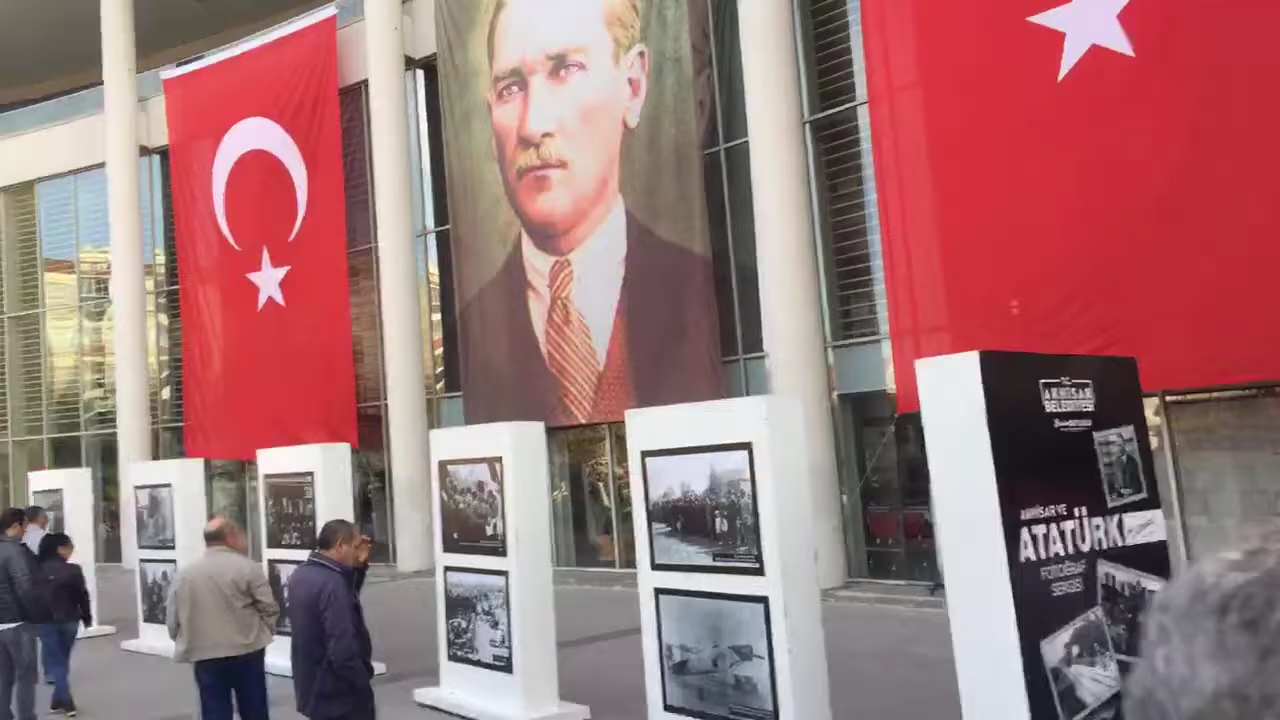 T.C.
AKHİSAR
BELEDİYESİ
AKHİSAR VE
ATATÜRK
FOTOĞRAF
SERGİSİ